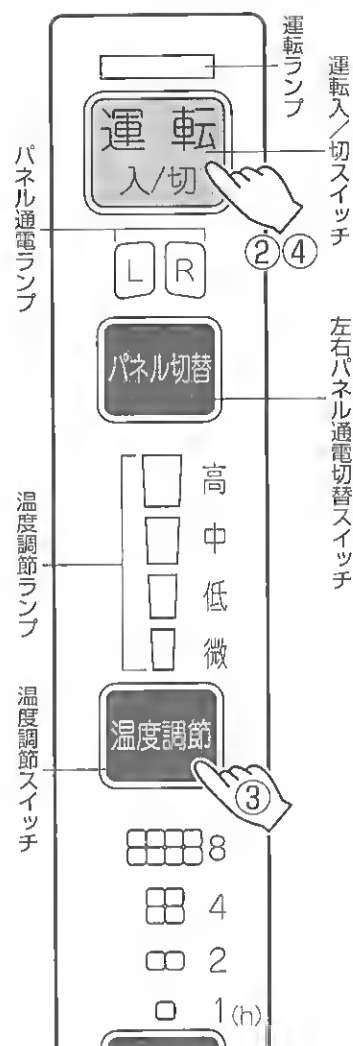 運転ランプ
運転入/切スイッチ
運転
入/切
②④
パネル通電ランプ
L R
パネル切替
左右パネル通電切替スイッチ
高
中
低
微
温度調節ランプ
温度調節
③
温度調節スイッチ
8
4
2
1(h)